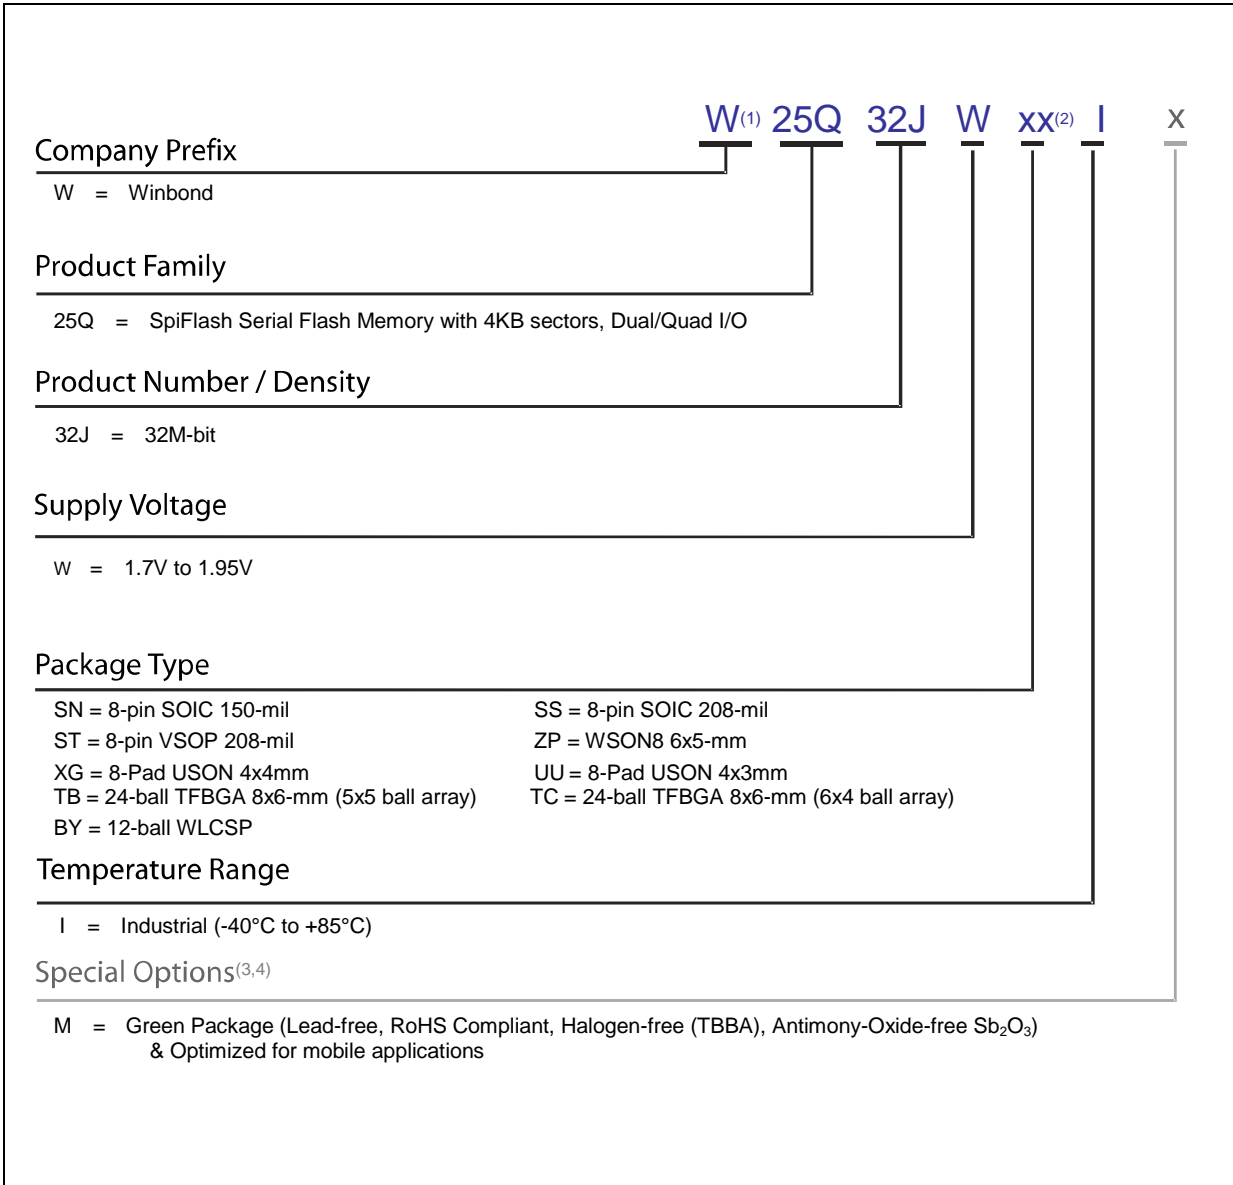 W(1) 25Q 32J W xx(2) I x
Company Prefix
W = Winbond
Product Family
25Q = SpiFlash Serial Flash Memory with 4KB sectors, Dual/Quad I/O
Product Number / Density
32J = 32M-bit
Supply Voltage
W = 1.7V to 1.95V
Package Type
SN = 8-pin SOIC 150-mil SS = 8-pin SOIC 208-mil
ST = 8-pin VSOP 208-mil ZP = WSON8 6x5-mm
XG = 8-Pad USON 4x4mm UU = 8-Pad USON 4x3mm
TB = 24-ball TFBGA 8x6-mm (5x5 ball array) TC = 24-ball TFBGA 8x6-mm (6x4 ball array)
BY = 12-ball WLCSP
Temperature Range
I = Industrial (-40°C to +85°C)
Special Options(3,4)
M = Green Package (Lead-free, RoHS Compliant, Halogen-free (TBBA), Antimony-Oxide-free Sb₂O₃)
& Optimized for mobile applications